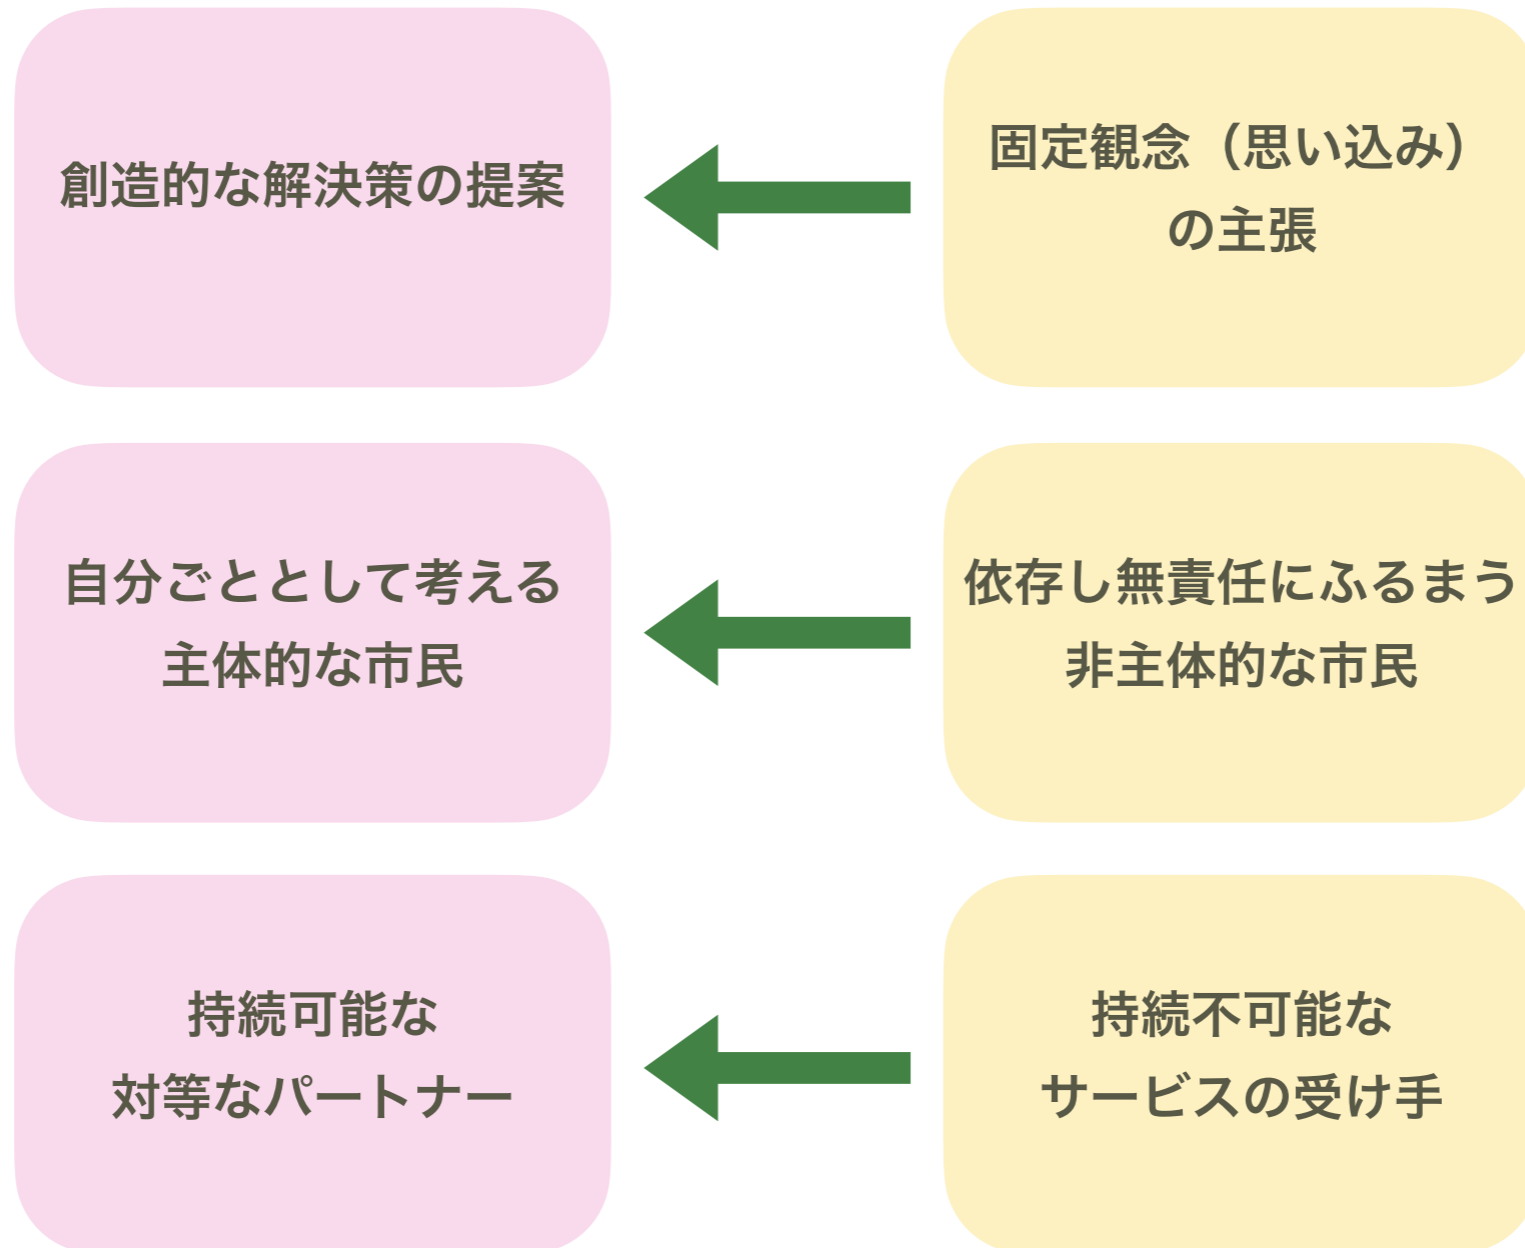 創造的な解決策の提案
固定観念（思い込み）
の主張
自分ごととして考える
主体的な市民
依存し無責任にふるまう
非主体的な市民
持続可能な
対等なパートナー
持続不可能な
サービスの受け手